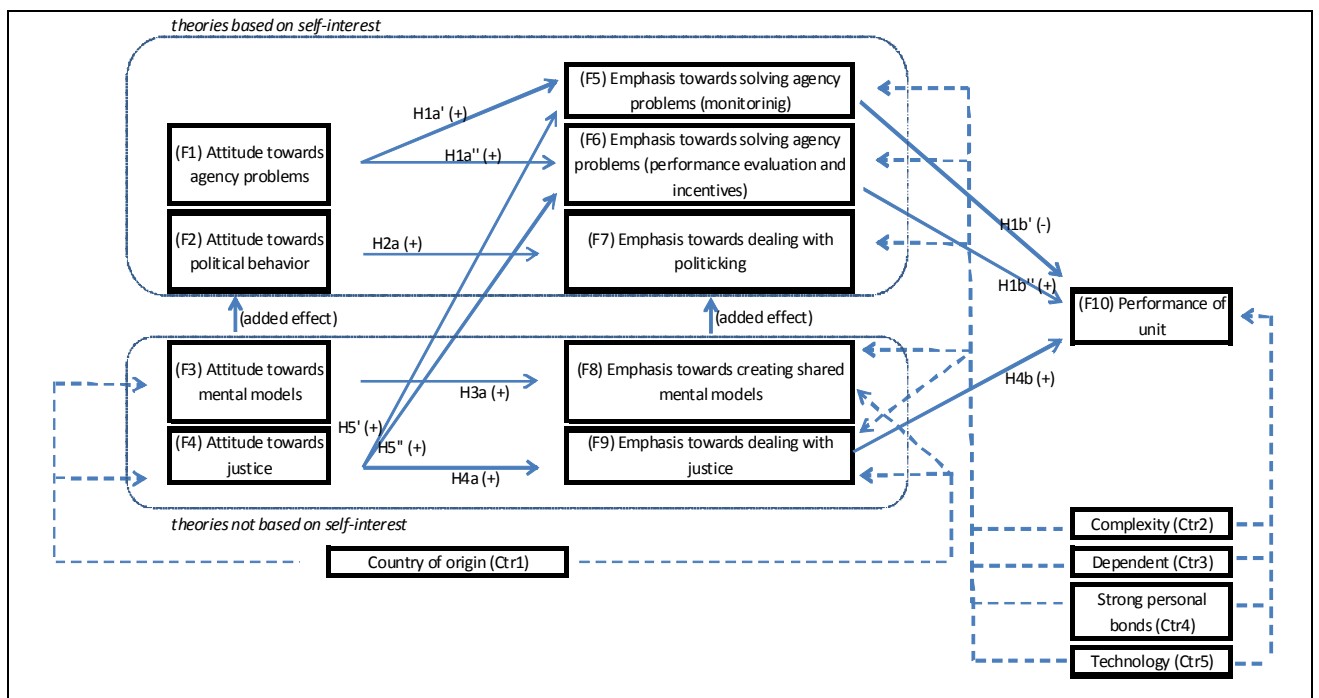 theories based on self-interest
(F5) Emphasis towards solving agency
problems (monitorinig)
H1a' (+)
(F1) Attitude towards
agency problems
H1a'' (+)
(F6) Emphasis towards solving agency
problems (performance evaluation and
incentives)
(F2) Attitude towards
political behavior
H2a (+)
(F7) Emphasis towards dealing with
politicking
H1b' (-)
H1b'' (+)
(F10) Performance of
unit
(added effect)
(added effect)
(F3) Attitude towards
mental models
H3a (+)
(F8) Emphasis towards creating shared
mental models
H4b (+)
H5' (+)
H5'' (+)
(F4) Attitude towards
justice
H4a (+)
(F9) Emphasis towards dealing with
justice
theories not based on self-interest
Country of origin (Ctr1)
Complexity (Ctr2)
Dependent (Ctr3)
Strong personal
bonds (Ctr4)
Technology (Ctr5)